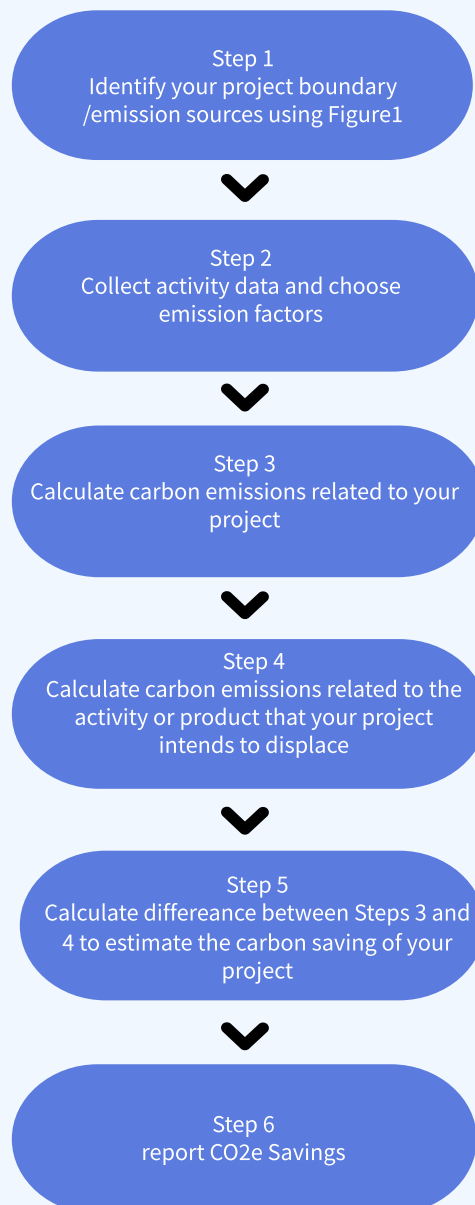 Step 1
Identify your project boundary
/emission sources using Figure1
Step 2
Collect activity data and choose
emission factors
Step 3
Calculate carbon emissions related to your
project
Step 4
Calculate carbon emissions related to the
activity or product that your project
intends to displace
Step 5
Calculate differeance between Steps 3 and
4 to estimate the carbon saving of your
project
Step 6
report CO2e Savings